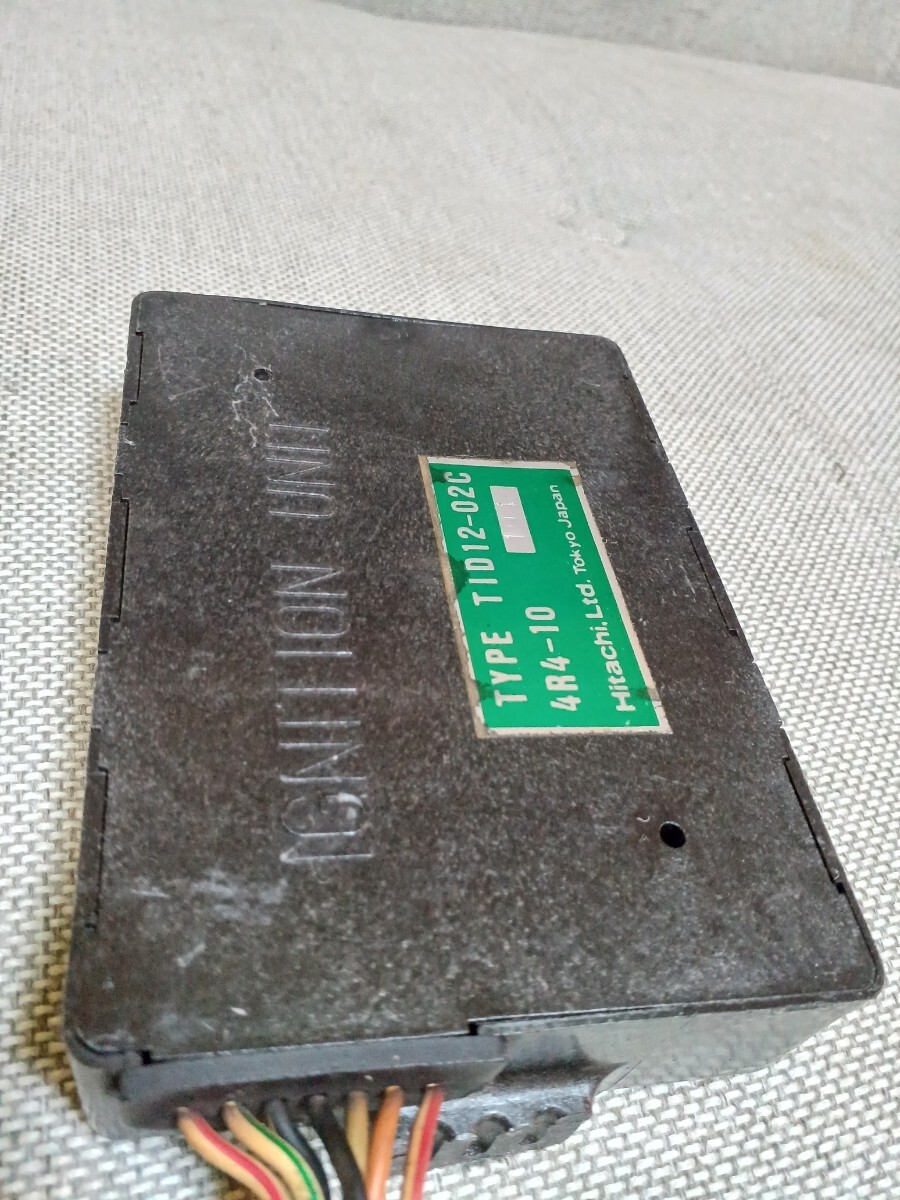 IGNITION UNIT
TYPE TID12-02C
4R4-10
Hitachi, Ltd. Tokyo Japan